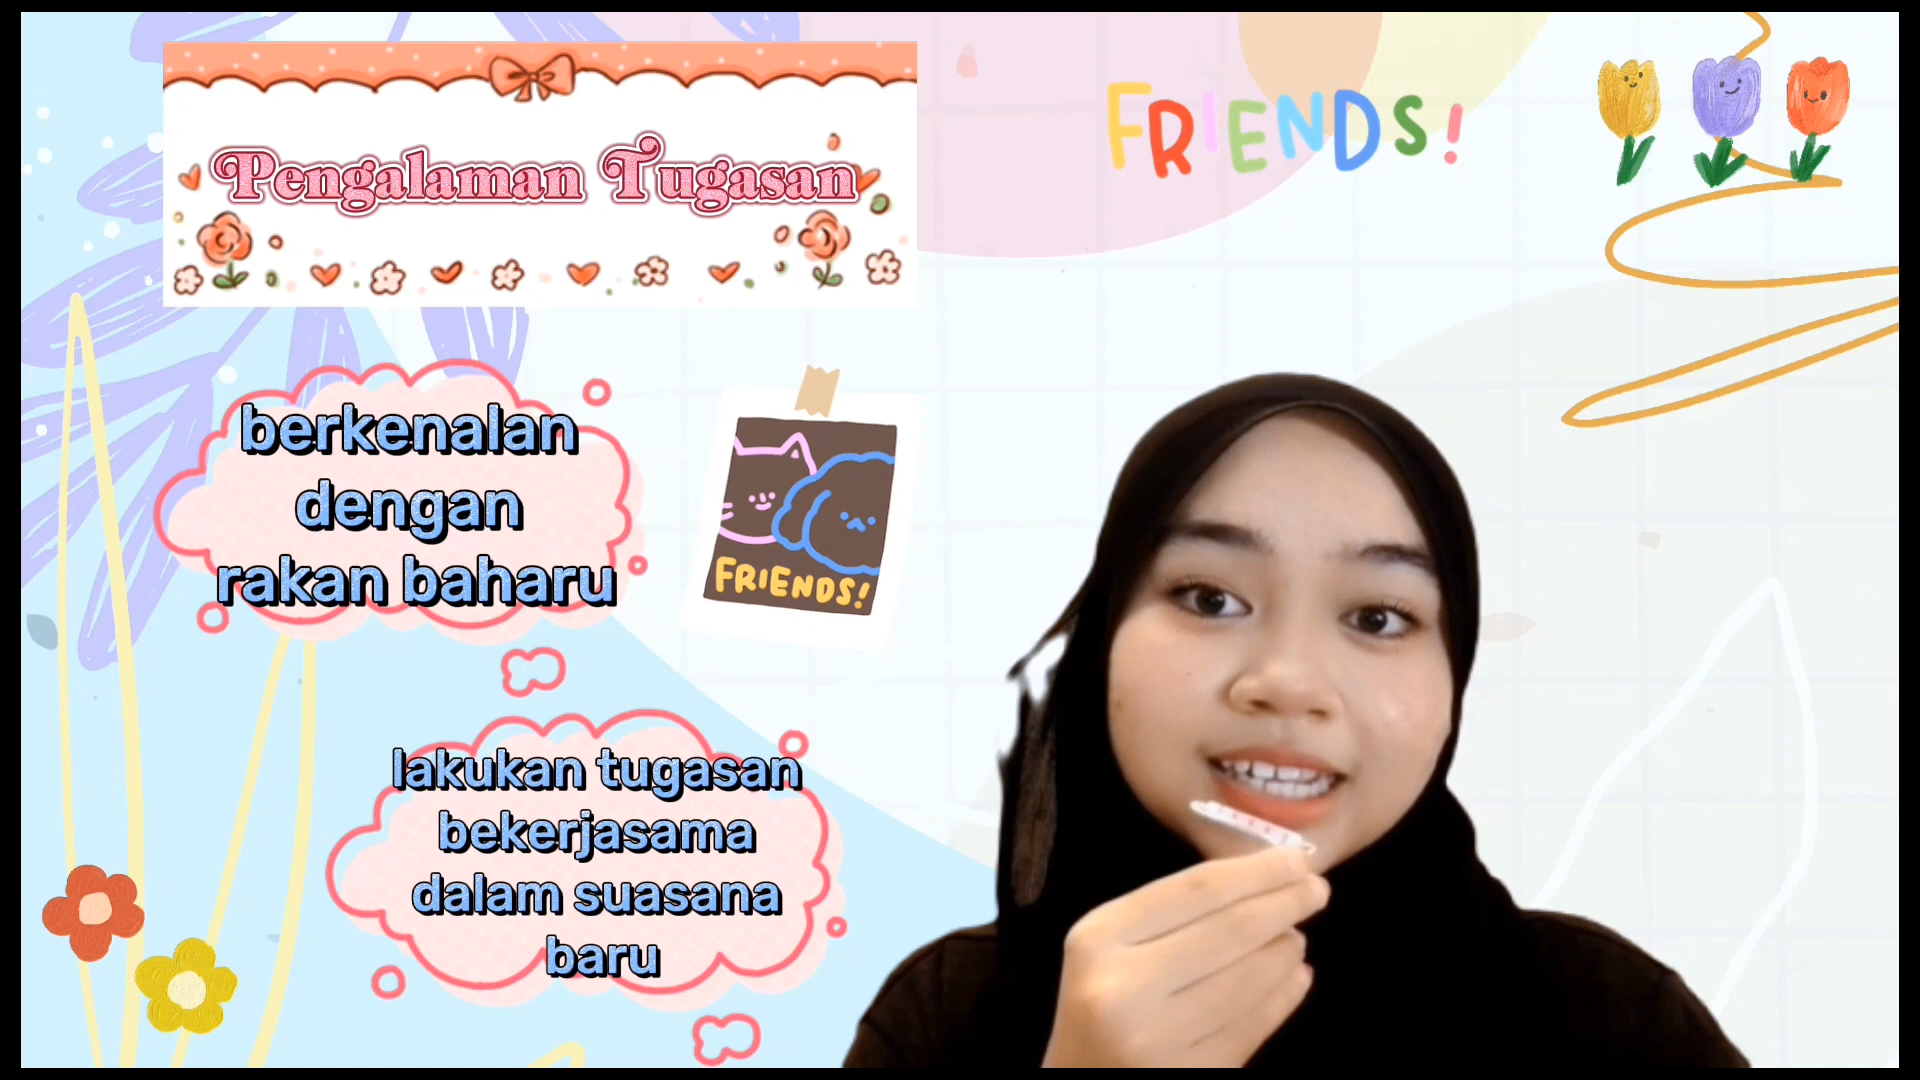 Pengalaman Tugasan
FRIENDS!
berkenalan
dengan
rakan baharu
FRIENDS!
lakukan tugasan
bekerjasama
dalam suasana
baru